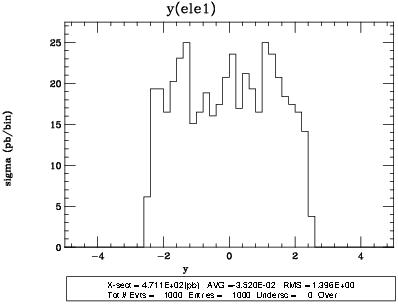 y(ele1)
25
20
15
10
5
0
sigma (pb/bin)
−4 −2 0 2 4
y
X-sect = 4.711E+02(pb) AVG =-3.520E-02 RMS = 1.396E+00
Tot # Evts = 1000 Entries = 1000 Undersc = 0 Over